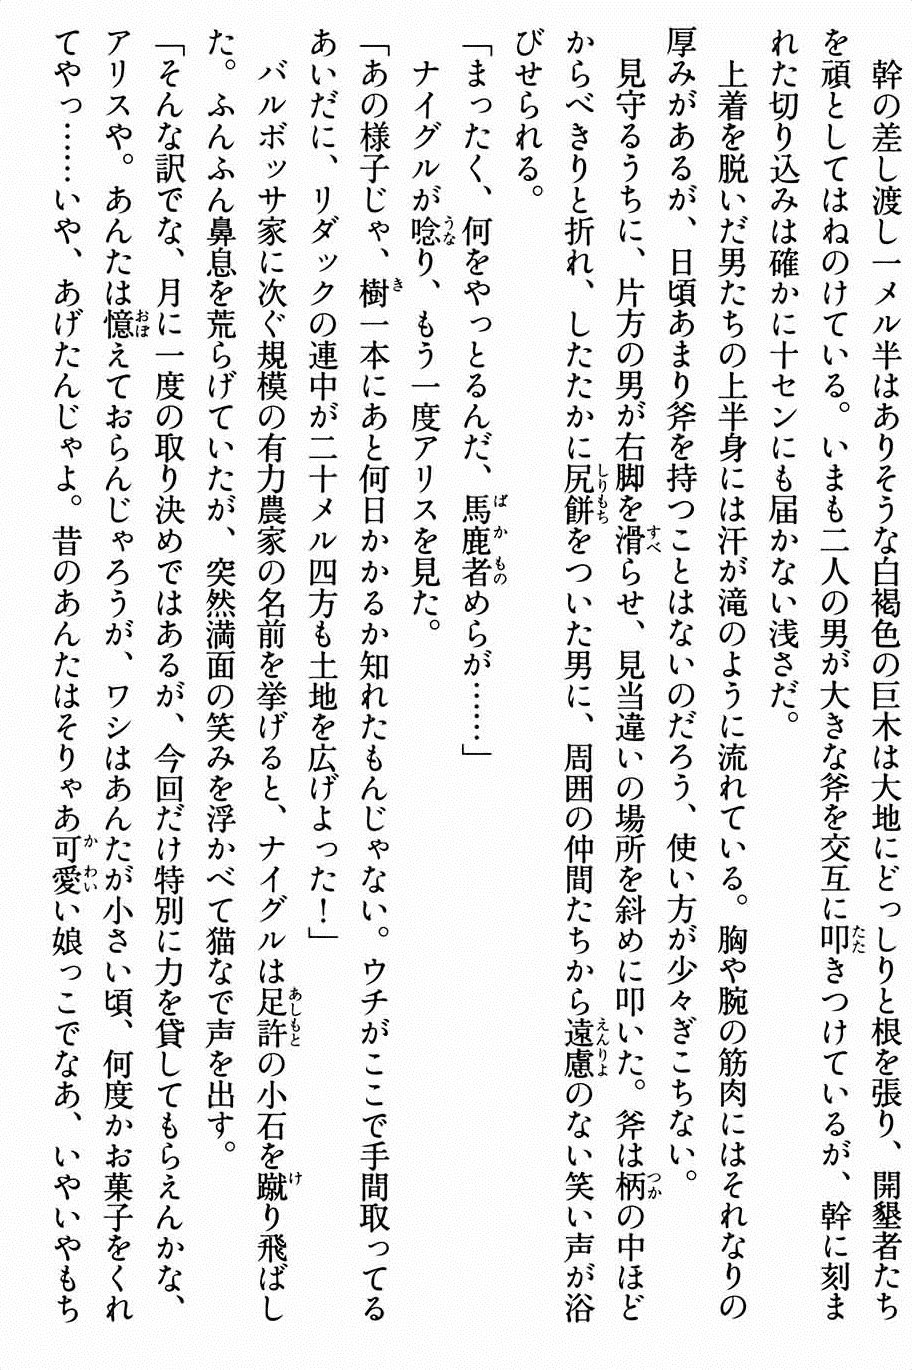 幹の差し渡し一メル半はありそうな白褐色の巨木は大地にどっしりと根を張り、開墾者たち
を頑としてはねのけている。いまも二人の男が大きな斧を交互に叩きつけているが、幹に刻ま
れた切り込みは確かに十センにも届かない浅さだ。
上着を脱いだ男たちの上半身には汗が滝のように流れている。胸や腕の筋肉にはそれなりの
厚みがあるが、日頃あまり斧を持つことはないのだろう、使い方が少々ぎこちない。
見守るうちに、片方の男が右脚を滑らせ、見当違いの場所を斜めに叩いた。斧は柄の中ほど
からべきりと折れ、したたかに尻餅をついた男に、周囲の仲間たちから遠慮のない笑い声が浴
びせられる。
「まったく、何をやっとるんだ、馬鹿者めらが……」
ナイグルが唸り、もう一度アリスを見た。
「あの様子じゃ、樹一本にあと何日かかるか知れたもんじゃない。ウチがここで手間取ってる
あいだに、リダックの連中が二十メル四方も土地を広げよった！」
バルボッサ家に次ぐ規模の有力農家の名前を挙げると、ナイグルは足許の小石を蹴り飛ばし
た。ふんふん鼻息を荒らげていたが、突然満面の笑みを浮かべて猫なで声を出す。
「そんな訳でな、月に一度の取り決めではあるが、今回だけ特別に力を貸してもらえんかな、
アリスや。あんたは憶えておらんじゃろうが、ワシはあんたが小さい頃、何度かお菓子をくれ
てやっ……いや、あげたんじゃよ。昔のあんたはそりゃあ可愛い娘っこでなあ、いやいやもち